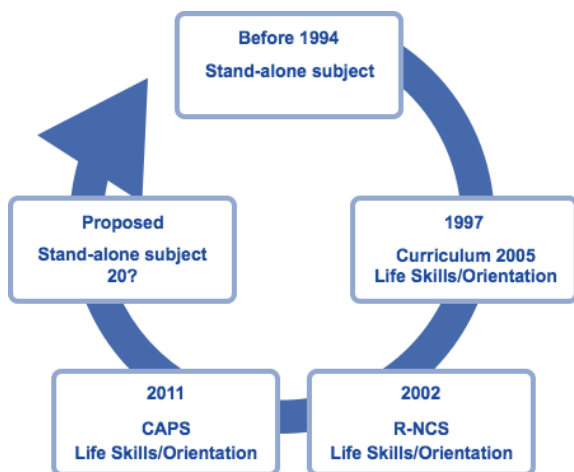 Before 1994
Stand-alone subject
1997
Curriculum 2005
Life Skills/Orientation
2002
R-NCS
Life Skills/Orientation
2011
CAPS
Life Skills/Orientation
Proposed
Stand-alone subject
20?